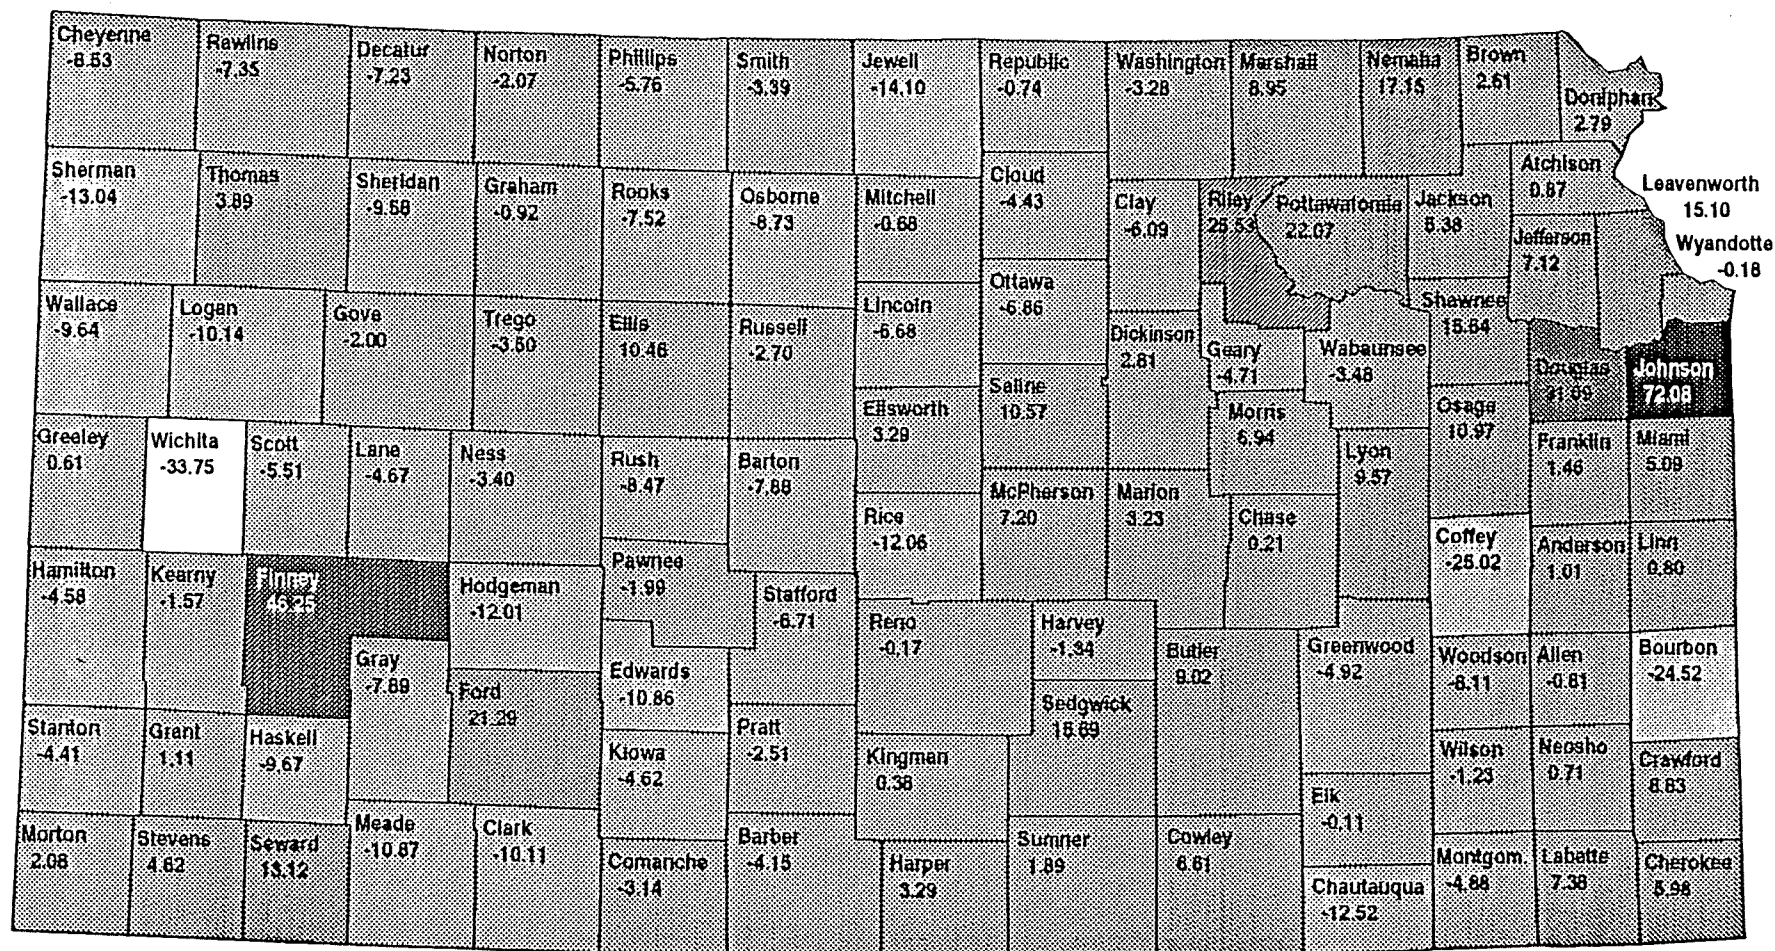 Cheyenne
-8.53
Rawlins
-7.35
Decatur
-7.23
Norton
-2.07
Phillips
-5.76
Smith
-3.39
Jewell
-14.10
Republic
-0.74
Washington
-3.28
Marshall
8.95
Nemaha
17.15
Brown
2.61
Doniphan
2.79
Sherman
-13.04
Thomas
3.89
Sheridan
-9.58
Graham
-0.92
Rooks
-7.52
Osborne
-8.73
Mitchell
-0.68
Cloud
-4.43
Clay
-6.09
Riley
25.53
Pottawatomie
22.07
Jackson
5.38
Atchison
0.87
Leavenworth
15.10
Jefferson
7.12
Wyandotte
-0.18
Wallace
-9.64
Logan
-10.14
Gove
-2.00
Trego
-3.50
Ellis
10.46
Russell
-2.70
Lincoln
-6.68
Ottawa
-6.86
Dickinson
2.81
Geary
-4.71
Wabaunsee
-3.48
Shawnee
15.64
Douglas
31.09
Johnson
72.08
Saline
10.57
Ellsworth
3.29
Morris
6.94
Osage
10.97
Greeley
0.61
Wichita
-33.75
Scott
-5.51
Lane
-4.67
Ness
-3.40
Rush
-8.47
Barton
-7.88
Lyon
9.57
Franklin
1.46
Miami
5.09
Rice
-12.06
McPherson
7.20
Marion
3.23
Chase
0.21
Coffey
-25.02
Anderson
1.01
Linn
0.80
Hamilton
-4.58
Kearny
-1.57
Finney
46.25
Hodgeman
-12.01
Pawnee
-1.99
Stafford
-6.71
Reno
-0.17
Harvey
-1.34
Butler
9.02
Greenwood
-4.92
Woodson
-8.11
Allen
-0.81
Bourbon
-24.52
Gray
-7.89
Ford
21.29
Edwards
-10.86
Sedgwick
15.69
Stanton
-4.41
Grant
1.11
Haskell
-9.67
Kiowa
-4.62
Pratt
-2.51
Kingman
0.38
Wilson
-1.23
Neosho
0.71
Crawford
8.83
Elk
-0.11
Morton
2.08
Stevens
4.62
Seward
13.12
Meade
-10.87
Clark
-10.11
Comanche
-3.14
Barber
-4.15
Harper
3.29
Sumner
1.89
Cowley
6.61
Chautauqua
-12.52
Montgom.
-4.88
Labette
7.38
Cherokee
5.98